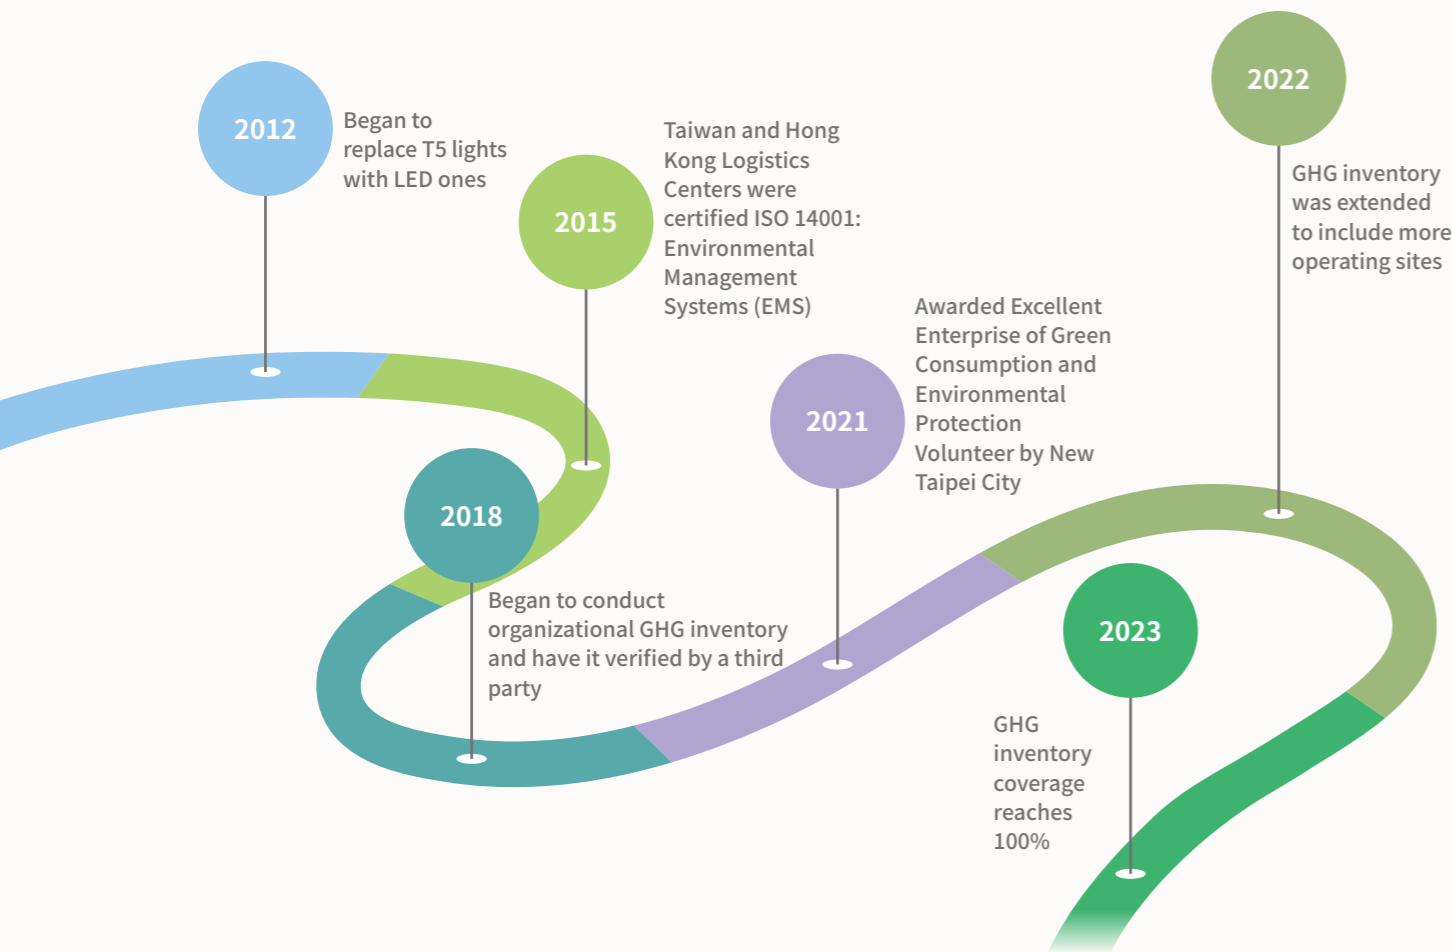 2012
Began to
replace T5 lights
with LED ones
2015
Taiwan and Hong
Kong Logistics
Centers were
certified ISO 14001:
Environmental
Management
Systems (EMS)
2018
Began to conduct
organizational GHG inventory
and have it verified by a third
party
2021
Awarded Excellent
Enterprise of Green
Consumption and
Environmental
Protection
Volunteer by New
Taipei City
2022
GHG inventory
was extended
to include more
operating sites
2023
GHG
inventory
coverage
reaches
100%